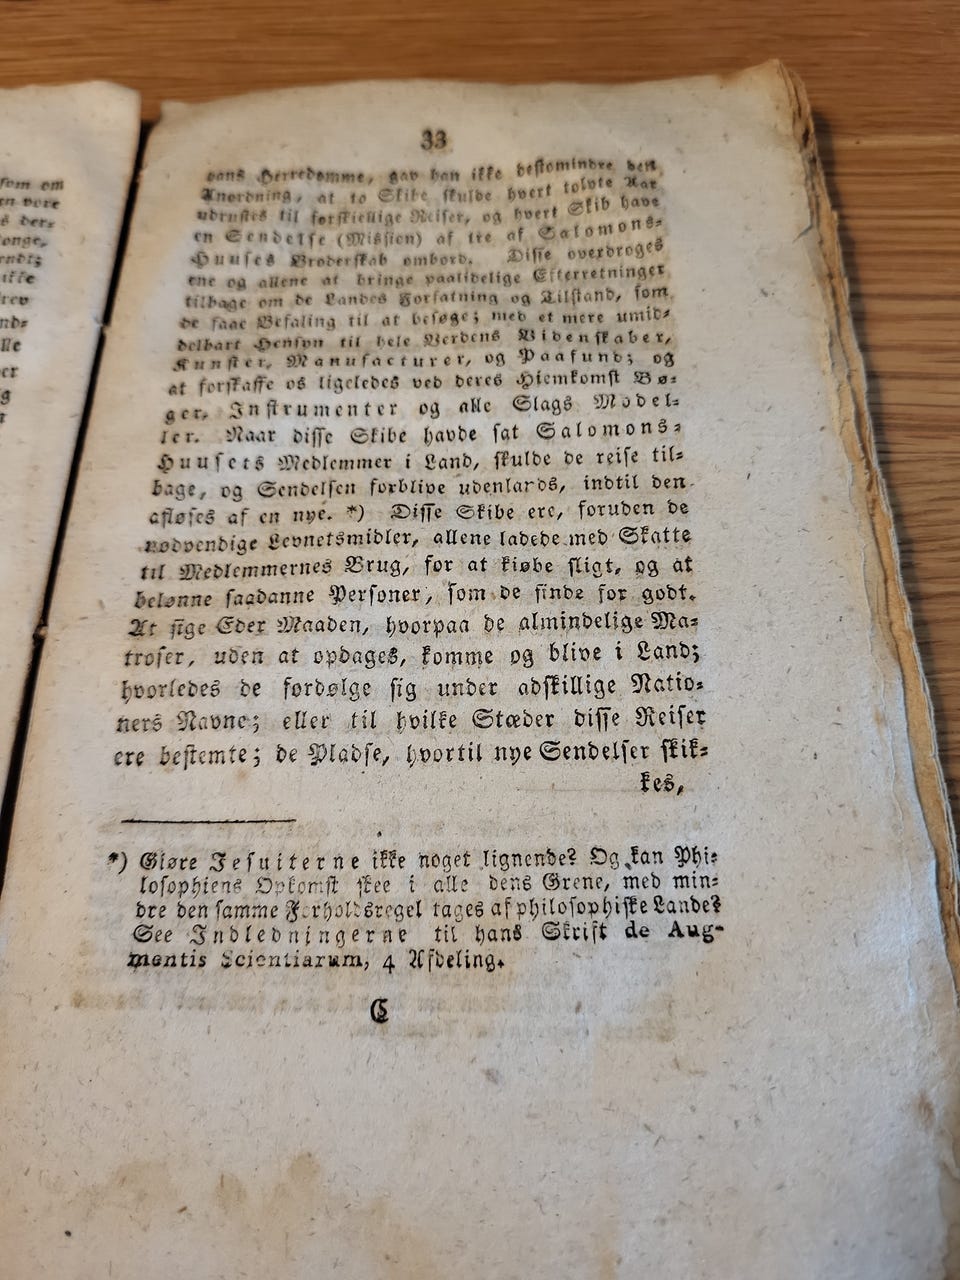 som em
33
vans Herredømme, gav han ikke destomindre den
Anordning, at to Skibe skulde hvert tolvte Aar
udrustes til forskiellige Reiser, og hvert Skib have
en Sendelse (Missien) af tre af Salomons=
Huuses Broderskab ombord. Disse overdroges
ene og allene at bringe paalidelige Efterretninger
tilbage om de Landes Forfatning og Tilstand, som
de faae Befaling til at besøge; med et mere umid=
delbart Hensyn til hele Verdens Videnskaber,
Kunster, Manufacturer, og Paafund; og
at forskaffe os ligeledes ved deres Hiemkomst Bø=
ger, Instrumenter og alle Slags Model=
ler. Naar disse Skibe havde sat Salomons=
Huusets Medlemmer i Land, skulde de reise til=
bage, og Sendelsen forblive udenlands, indtil den
afløses af en nye. *) Disse Skibe ere, foruden de
nødvendige Levnetsmidler, allene ladede med Skatte
til Medlemmernes Brug, for at kiøbe sligt, og at
belønne saadanne Personer, som de finde for godt.
At sige Eder Maaden, hvorpaa de almindelige Ma=
troser, uden at opdages, komme og blive i Land;
hvorledes de fordølge sig under adskillige Natio=
ners Navne; eller til hvilke Stæder disse Reiser
ere bestemte; de Pladse, hvortil nye Sendelser skik=
kes,
*) Giøre Jesuiterne ikke noget lignende? Og kan Phi=
losophiens Opkomst skee i alle dens Grene, med min=
dre den samme Forholdsregel tages af philosophiske Lande?
See Indledningerne til hans Skrift de Aug-
mentis Scientiarum, 4 Afdeling.
C